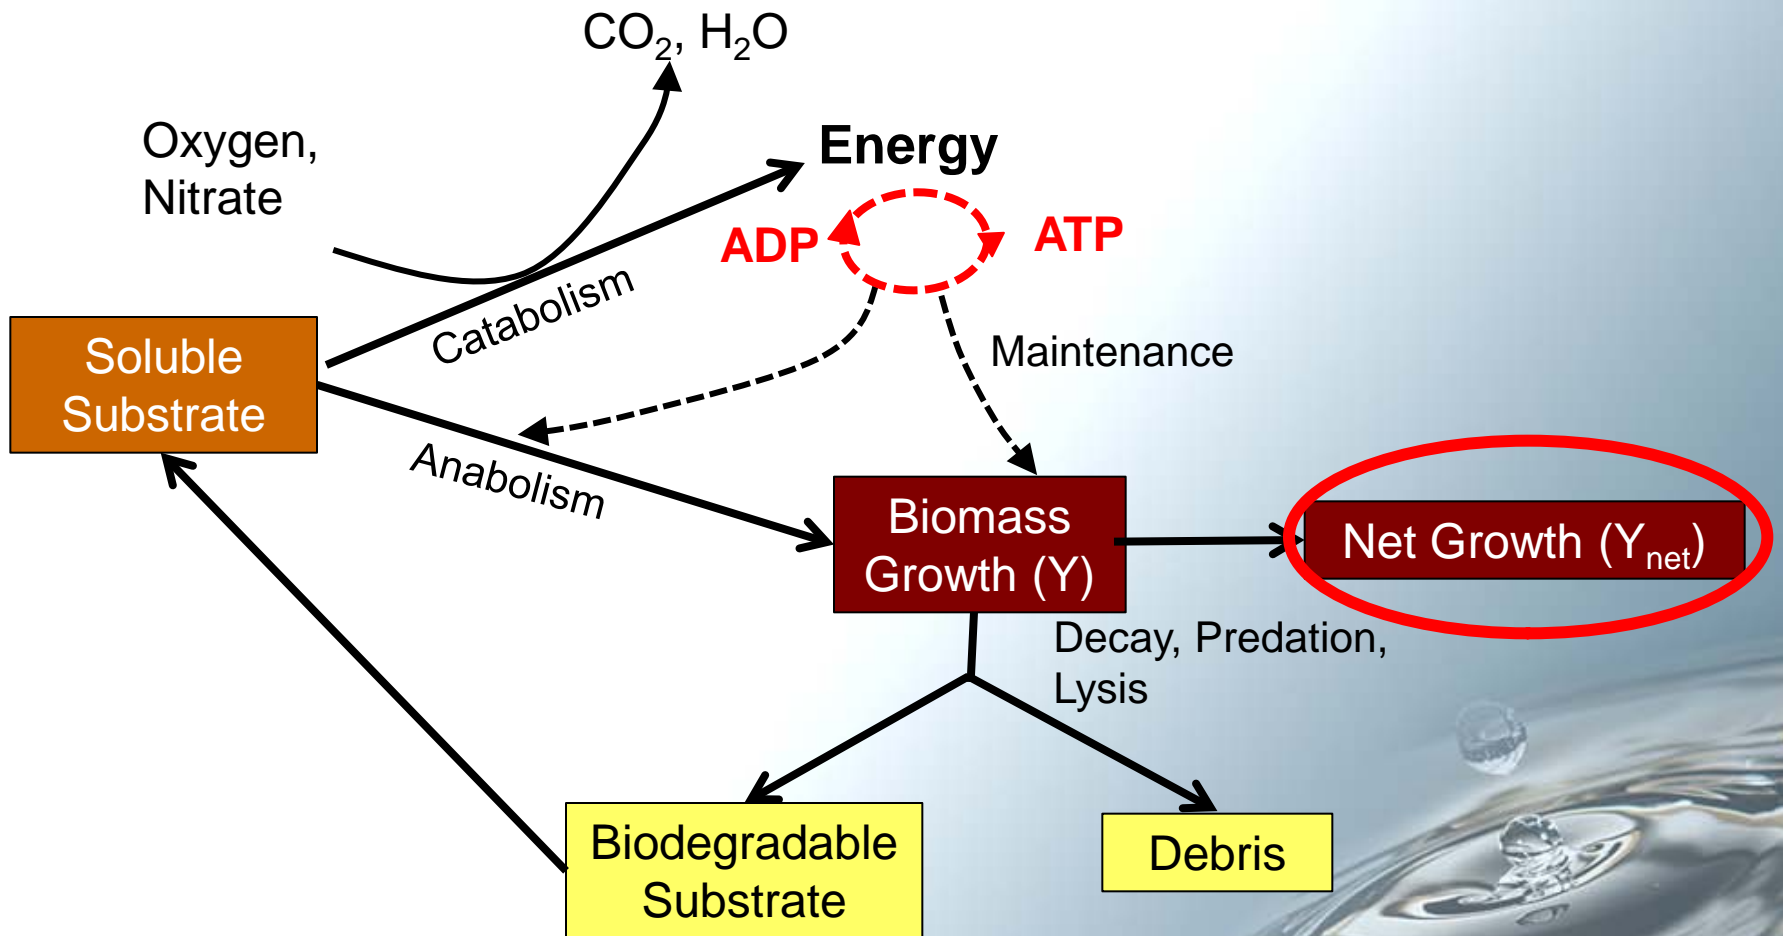 CO₂, H₂O
Oxygen,
Nitrate
Energy
ADP
ATP
Catabolism
Maintenance
Soluble
Substrate
Anabolism
Biomass
Growth (Y)
Net Growth (Yₙₑₜ)
Decay, Predation,
Lysis
Biodegradable
Substrate
Debris